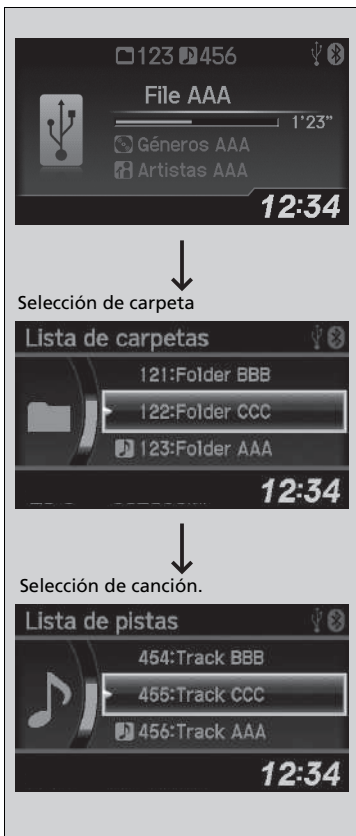 123 456
File AAA
1'23"
Géneros AAA
Artistas AAA
12:34
Selección de carpeta
Lista de carpetas
121:Folder BBB
122:Folder CCC
123:Folder AAA
12:34
Selección de canción.
Lista de pistas
454:Track BBB
455:Track CCC
456:Track AAA
12:34